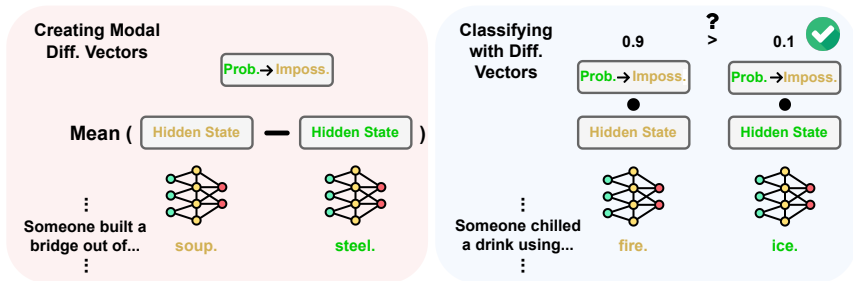 Creating Modal
Diff. Vectors
Prob.→Imposs.
Mean ( Hidden State — Hidden State )
⋮
Someone built a
bridge out of... soup. steel.
⋮
Classifying
with Diff.
Vectors
?
0.9 > 0.1
Prob.→Imposs. Prob.→Imposs.
● ●
Hidden State Hidden State
⋮
Someone chilled
a drink using... fire. ice.
⋮